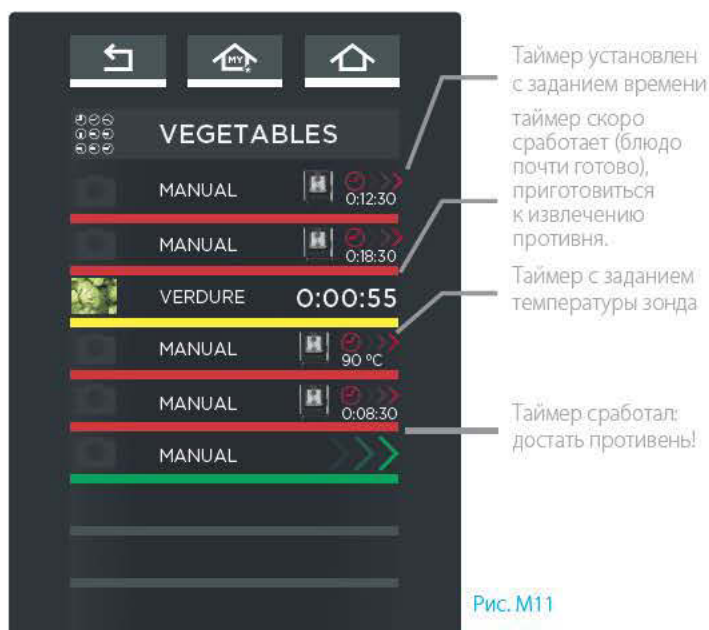 MY
VEGETABLES
MANUAL
0:12:30
MANUAL
0:18:30
VERDURE 0:00:55
MANUAL
90 ºC
MANUAL
0:08:30
MANUAL
Таймер установлен
с заданием времени
таймер скоро
сработает (блюдо
почти готово),
приготовиться
к извлечению
противня.
Таймер с заданием
температуры зонда
Таймер сработал:
достать противень!
Рис. M11